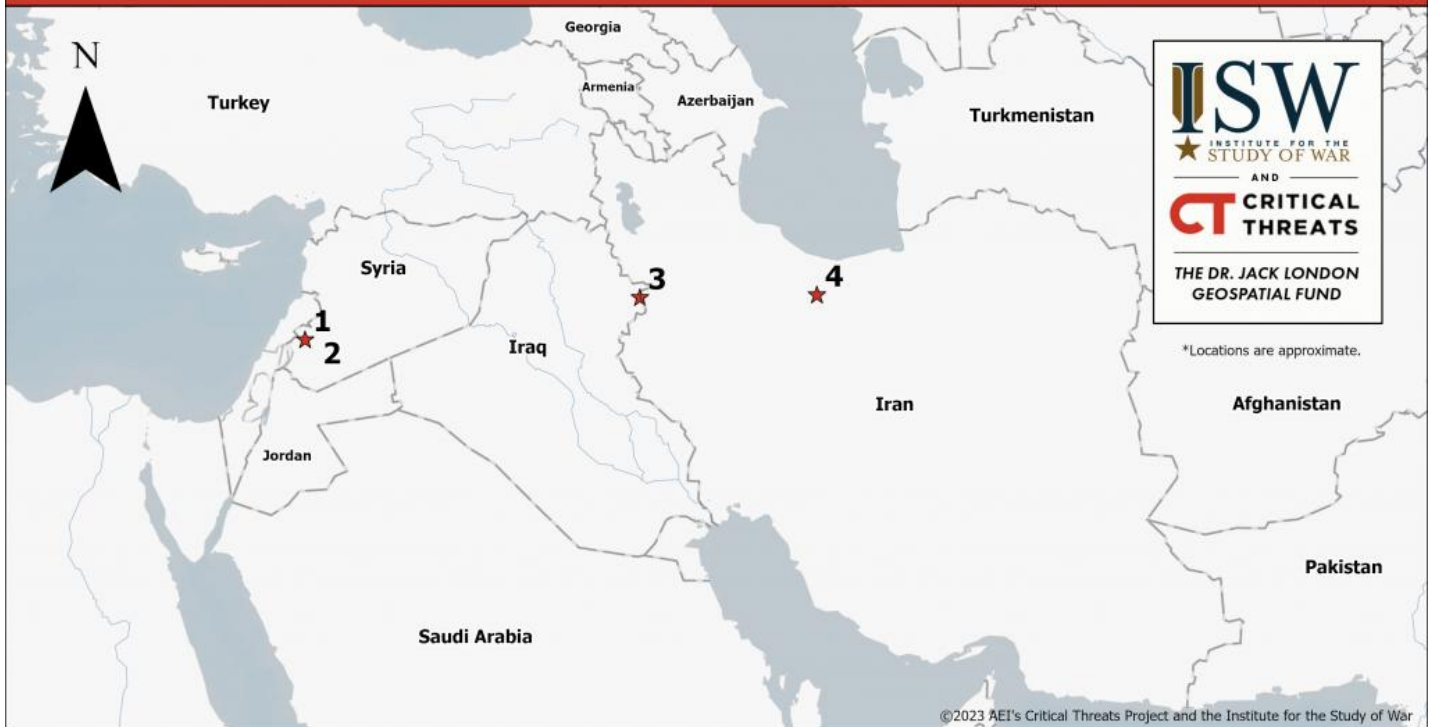 Georgia
N
Armenia
Azerbaijan
Turkey
Turkmenistan
ISW
INSTITUTE FOR THE
STUDY OF WAR
AND
CT CRITICAL
THREATS
THE DR. JACK LONDON
GEOSPATIAL FUND
*Locations are approximate.
Syria
3
4
1
2
Iraq
Iran
Afghanistan
Jordan
Pakistan
Saudi Arabia
©2023 AEI's Critical Threats Project and the Institute for the Study of War